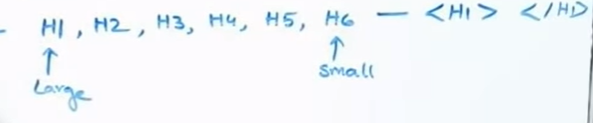 - H1, H2, H3, H4, H5, H6 — <H1> </H1>
↑ ↑
Large small